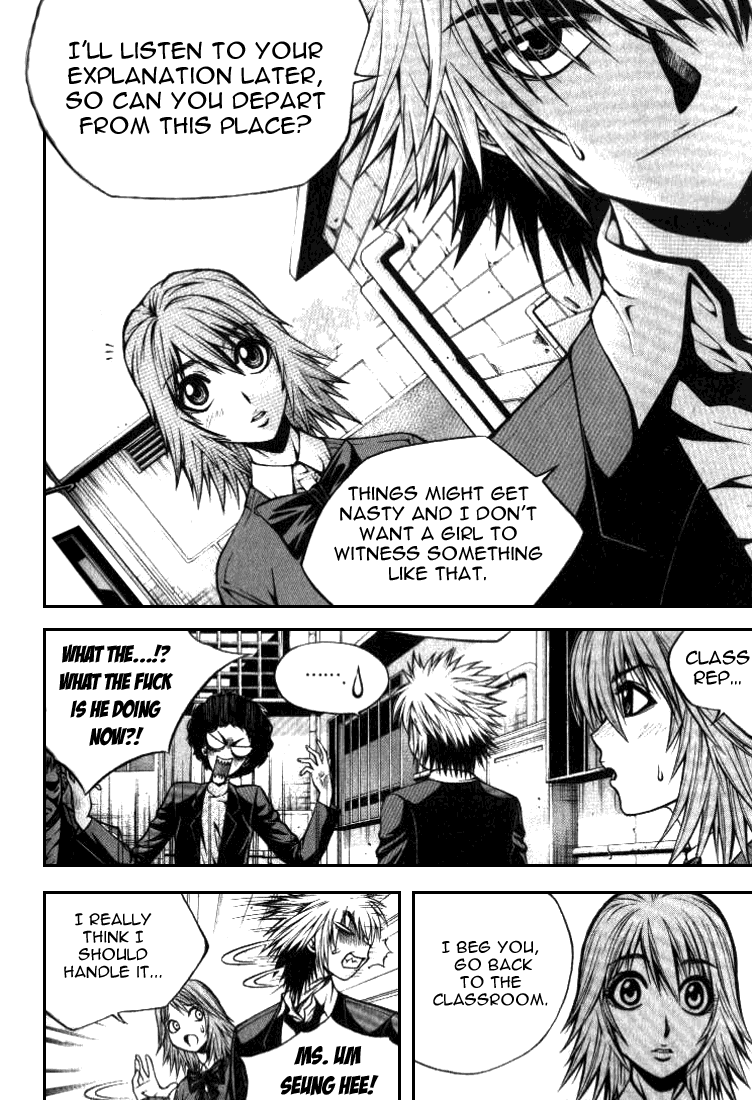 I'LL LISTEN TO YOUR
EXPLANATION LATER,
SO CAN YOU DEPART
FROM THIS PLACE?
THINGS MIGHT GET
NASTY AND I DON'T
WANT A GIRL TO
WITNESS SOMETHING
LIKE THAT.
WHAT THE...!?
WHAT THE FUCK
IS HE DOING
NOW?!
......
CLASS
REP...
I REALLY
THINK I
SHOULD
HANDLE IT...
MS. UM
SEUNG HEE!
I BEG YOU,
GO BACK
TO THE
CLASSROOM.